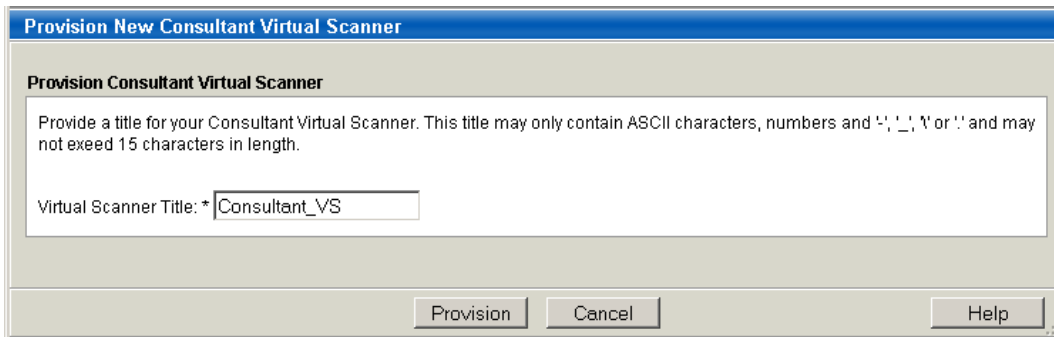 Provision New Consultant Virtual Scanner
Provision Consultant Virtual Scanner
Provide a title for your Consultant Virtual Scanner. This title may only contain ASCII characters, numbers and '-', '_', '\' or '.' and may
not exeed 15 characters in length.
Virtual Scanner Title: * Consultant_VS
Provision Cancel Help